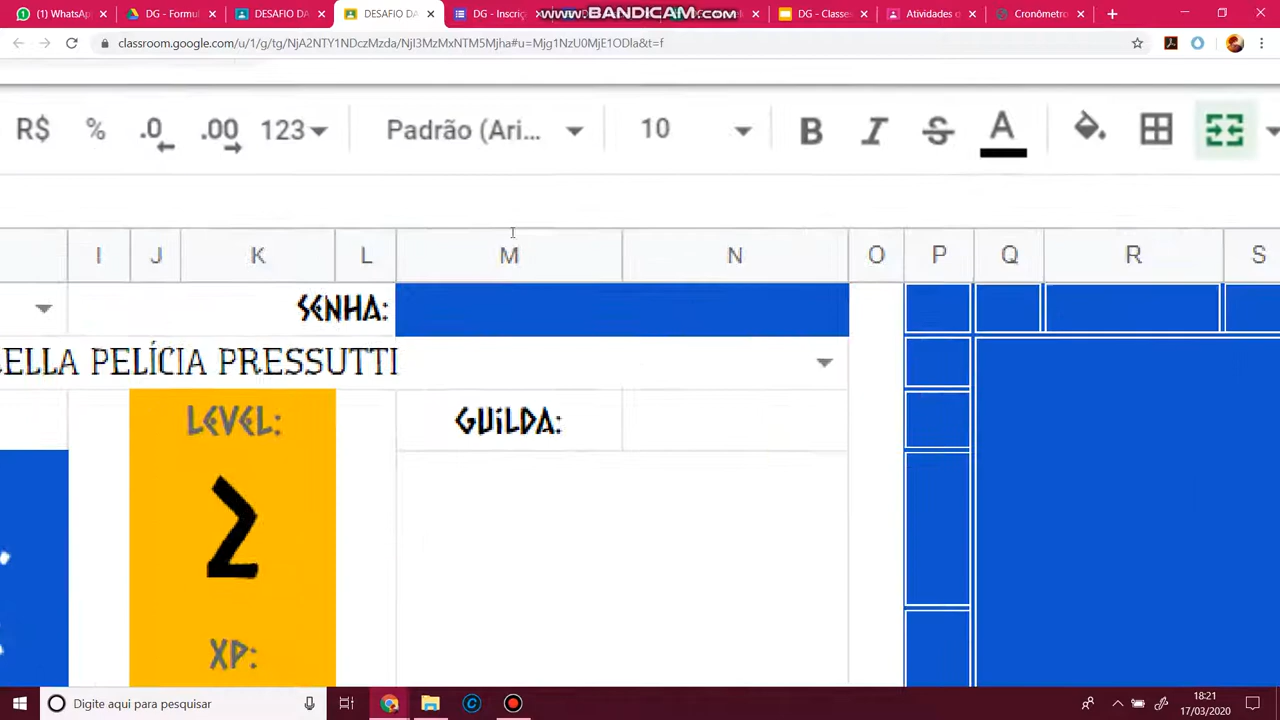 WhatsApp
DG - Formul
DESAFIO DA
DESAFIO DA
DG - Inscriç
www.BANDICAM.com
DG - Classes
Atividades o
Cronômetro
classroom.google.com/u/1/g/tg/NjA2NTY1NDczMzda/NjI3MzMxNTM5Mjha#u=Mjg1NzU0MjE1ODla&t=f
R$ % .0 .00 123 Padrão (Ari... 10 B I S A
I J K L M N O P Q R S
SENHA:
ELLA PELÍCIA PRESSUTTI
LEVEL:
GUILDA:
2
XP:
Digite aqui para pesquisar
18:21
17/03/2020